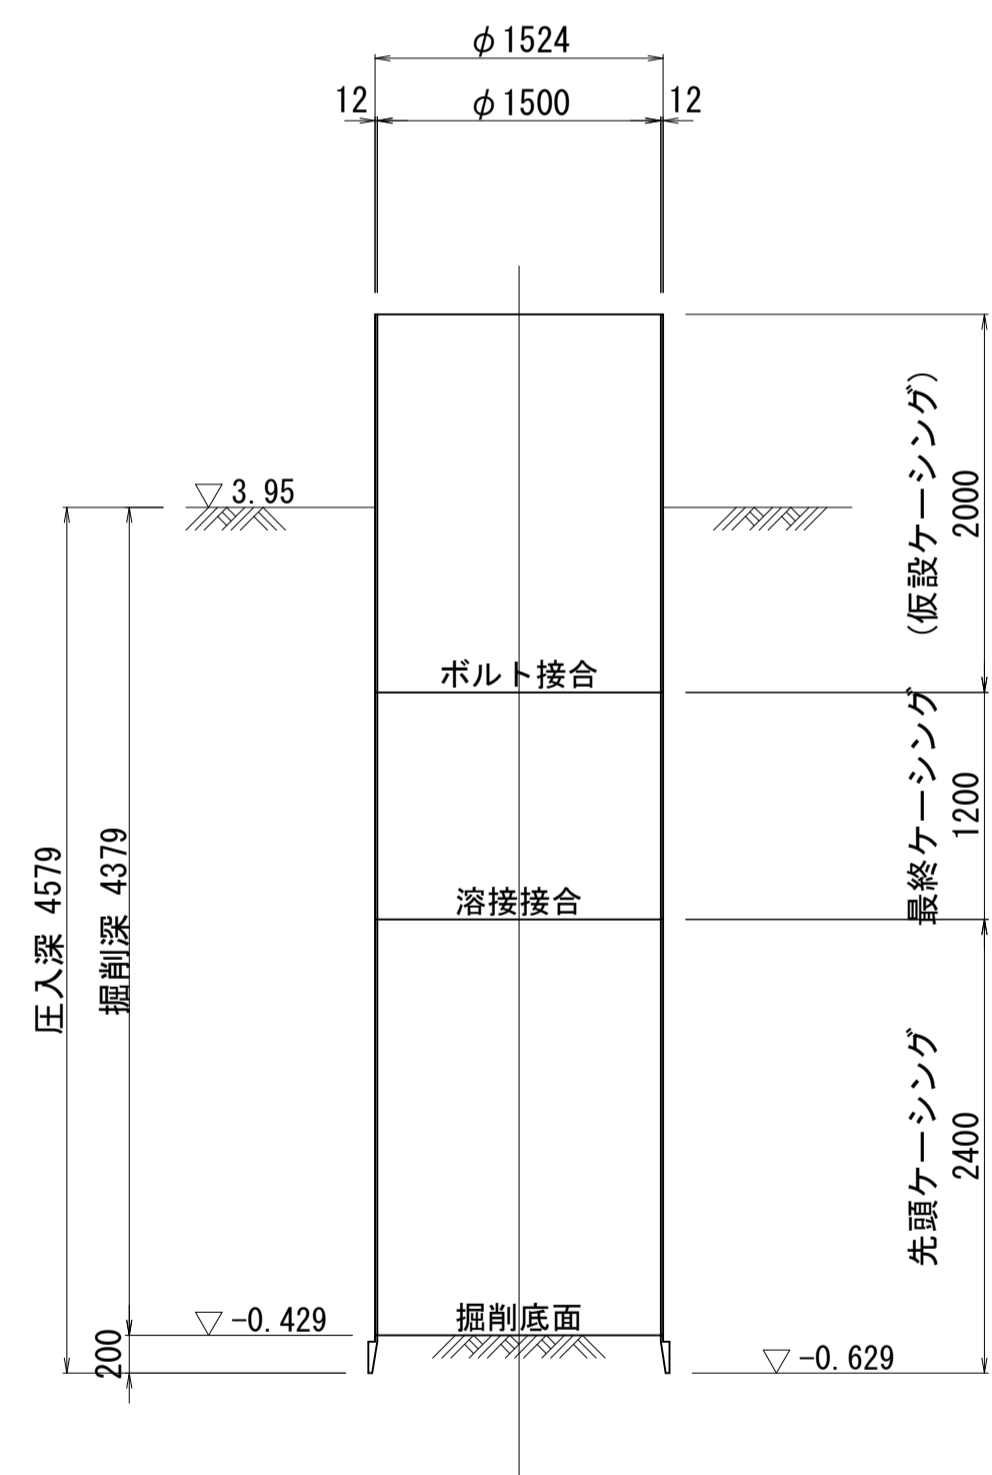 φ1524
12
φ1500
12
3.95
(仮設ケーシング)
2000
ボルト接合
最終ケーシング
1200
圧入深 4579
掘削深 4379
溶接接合
先頭ケーシング
2400
掘削底面
-0.429
200
-0.629